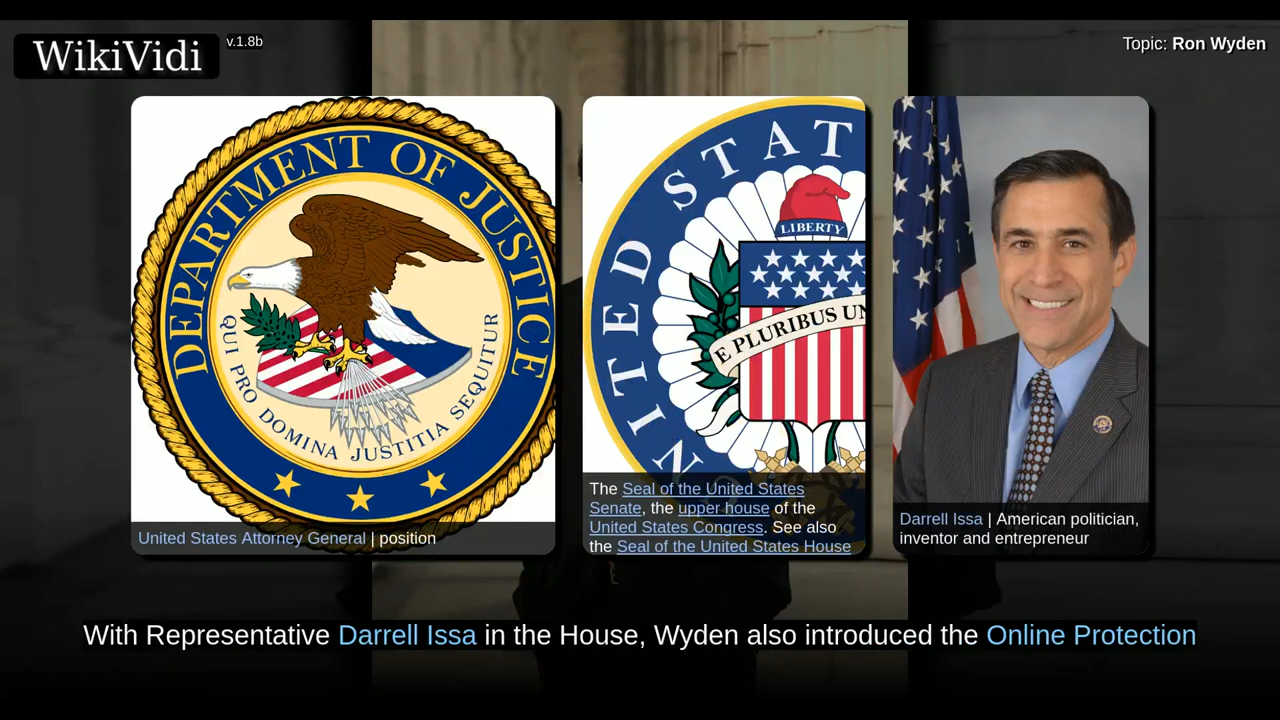 WikiVidi
v.1.8b
Topic: Ron Wyden
DEPARTMENT OF JUSTICE
QUI PRO DOMINA JUSTITIA SEQUITUR
United States Attorney General | position
UNITED STAT
LIBERTY
E PLURIBUS UN
The Seal of the United States
Senate, the upper house of the
United States Congress. See also
the Seal of the United States House
Darrell Issa | American politician,
inventor and entrepreneur
With Representative Darrell Issa in the House, Wyden also introduced the Online Protection